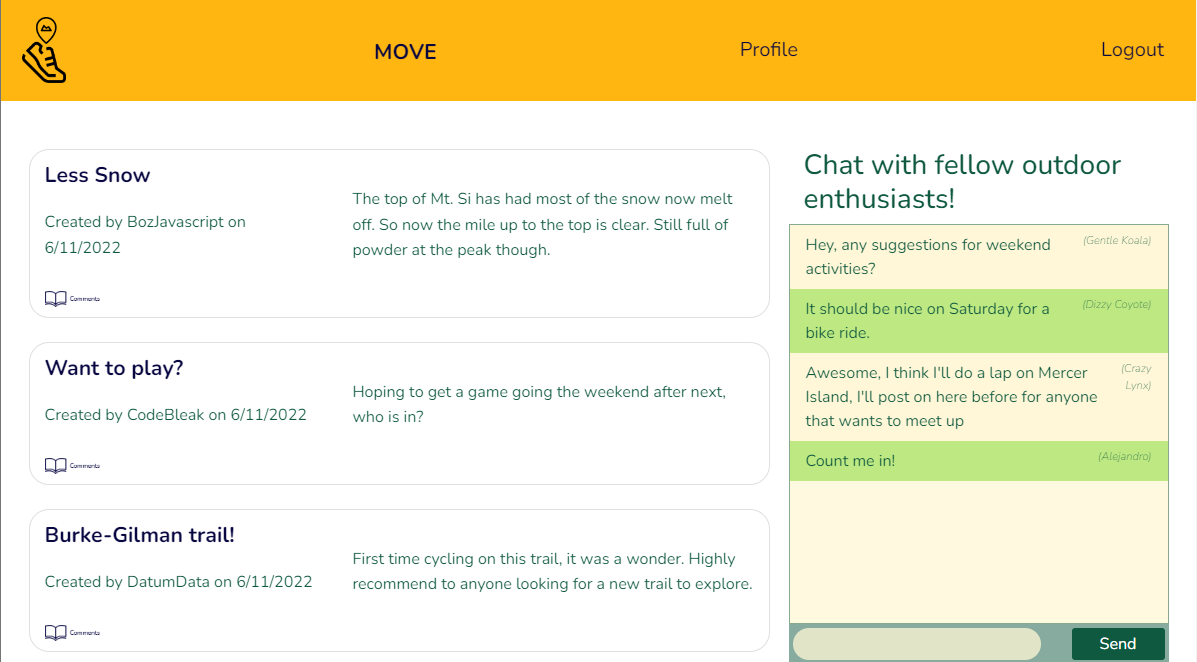 MOVE
Profile
Logout
Less Snow
Created by BozJavascript on
6/11/2022
The top of Mt. Si has had most of the snow now melt
off. So now the mile up to the top is clear. Still full of
powder at the peak though.
Comments
Want to play?
Created by CodeBleak on 6/11/2022
Hoping to get a game going the weekend after next,
who is in?
Comments
Burke-Gilman trail!
Created by DatumData on 6/11/2022
First time cycling on this trail, it was a wonder. Highly
recommend to anyone looking for a new trail to explore.
Comments
Chat with fellow outdoor
enthusiasts!
Hey, any suggestions for weekend
activities?
(Gentle Koala)
It should be nice on Saturday for a
bike ride.
(Dizzy Coyote)
Awesome, I think I'll do a lap on Mercer
Island, I'll post on here before for anyone
that wants to meet up
(Crazy
Lynx)
Count me in!
(Alejandro)
Send